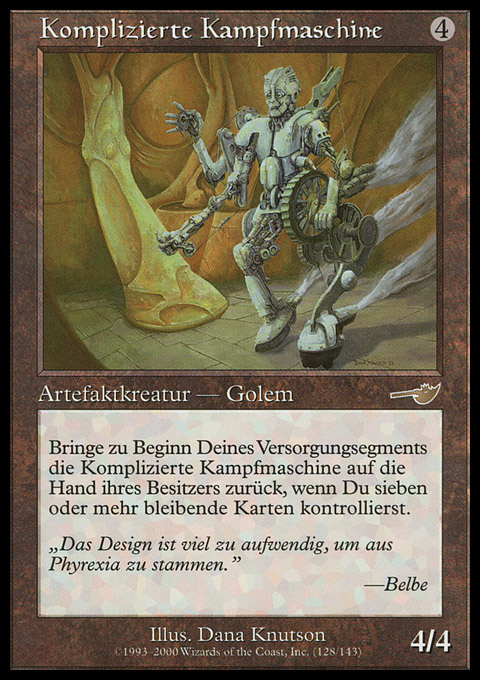 Komplizierte Kampfmaschine 4
Artefaktkreatur — Golem
Bringe zu Beginn Deines Versorgungsegments
die Komplizierte Kampfmaschine auf die
Hand ihres Besitzers zurück, wenn Du sieben
oder mehr bleibende Karten kontrollierst.
„Das Design ist viel zu aufwendig, um aus
Phyrexia zu stammen.”
—Belbe
Illus. Dana Knutson
©1993–2000 Wizards of the Coast, Inc. (128/143)
4/4